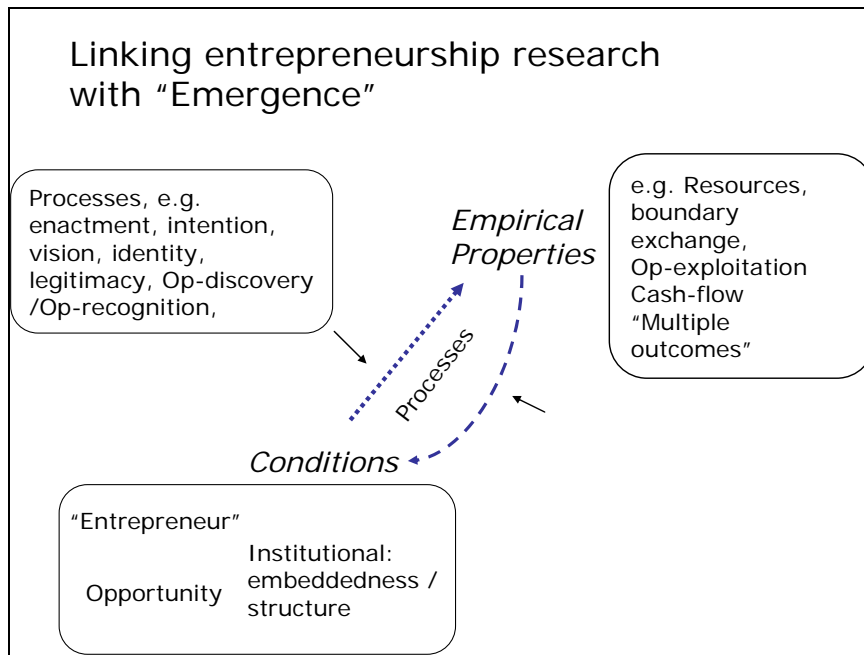 Linking entrepreneurship research
with “Emergence”
Processes, e.g.
enactment, intention,
vision, identity,
legitimacy, Op-discovery
/Op-recognition,
Empirical
Properties
e.g. Resources,
boundary
exchange,
Op-exploitation
Cash-flow
“Multiple
outcomes”
Processes
Conditions
“Entrepreneur”
Institutional:
embeddedness /
structure
Opportunity